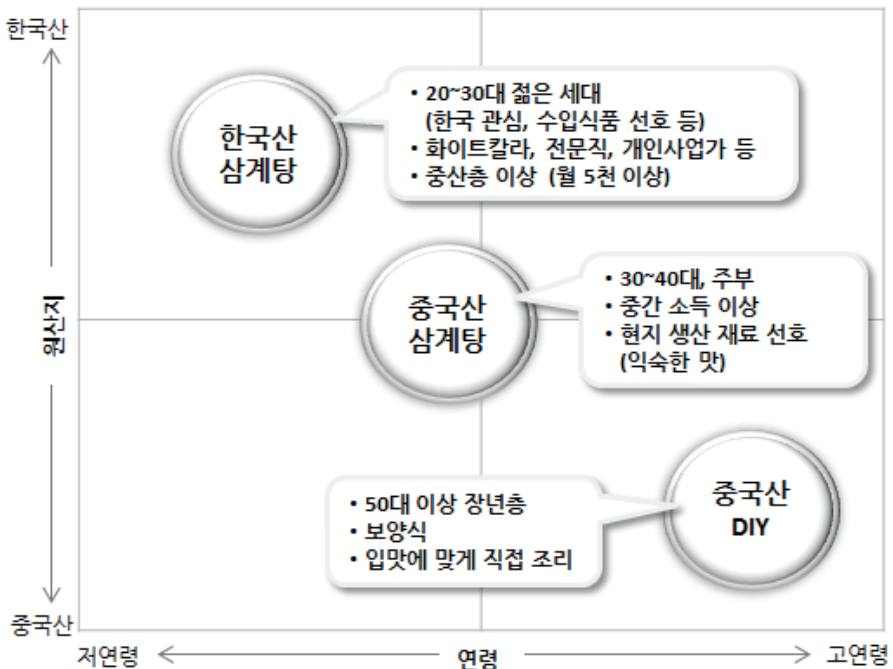 한국산
한국산
삼계탕
• 20~30대 젊은 세대
(한국 관심, 수입식품 선호 등)
• 화이트칼라, 전문직, 개인사업가 등
• 중산층 이상 (월 5천 이상)
원산지
중국산
삼계탕
• 30~40대, 주부
• 중간 소득 이상
• 현지 생산 재료 선호
(익숙한 맛)
• 50대 이상 장년층
• 보양식
• 입맛에 맞게 직접 조리
중국산
DIY
중국산
저연령
연령
고연령